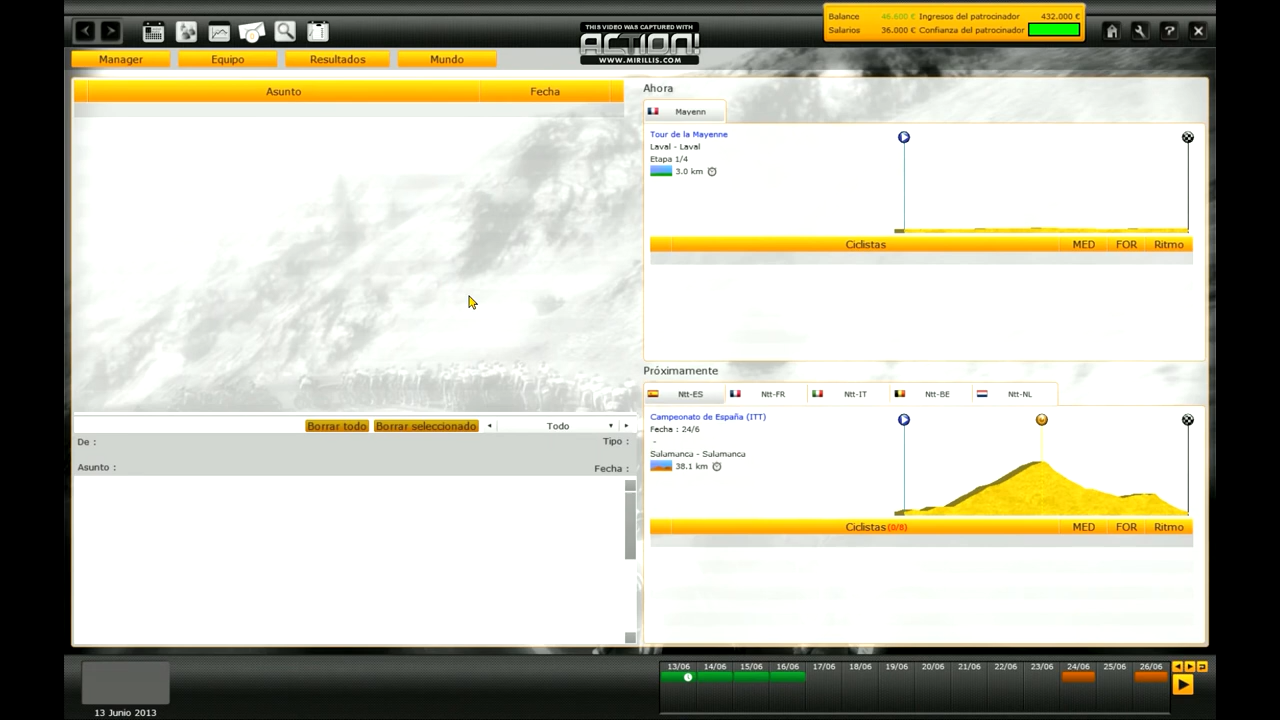 THIS VIDEO WAS CAPTURED WITH
ACTION!
WWW.MIRILLIS.COM
Balance 46.600 € Ingresos del patrocinador 432.000 €
Salarios 36.000 € Confianza del patrocinador
Manager Equipo Resultados Mundo
Asunto Fecha
Ahora
Mayenn
Tour de la Mayenne
Laval - Laval
Etapa 1/4
3.0 km
Ciclistas MED FOR Ritmo
Próximamente
Ntt-ES Ntt-FR Ntt-IT Ntt-BE Ntt-NL
Campeonato de España (ITT)
Fecha : 24/6
-
Salamanca - Salamanca
38.1 km
Ciclistas (0/8) MED FOR Ritmo
Borrar todo Borrar seleccionado Todo
De : Tipo :
Asunto : Fecha :
13/06 14/06 15/06 16/06 17/06 18/06 19/06 20/06 21/06 22/06 23/06 24/06 25/06 26/06
13 Junio 2013